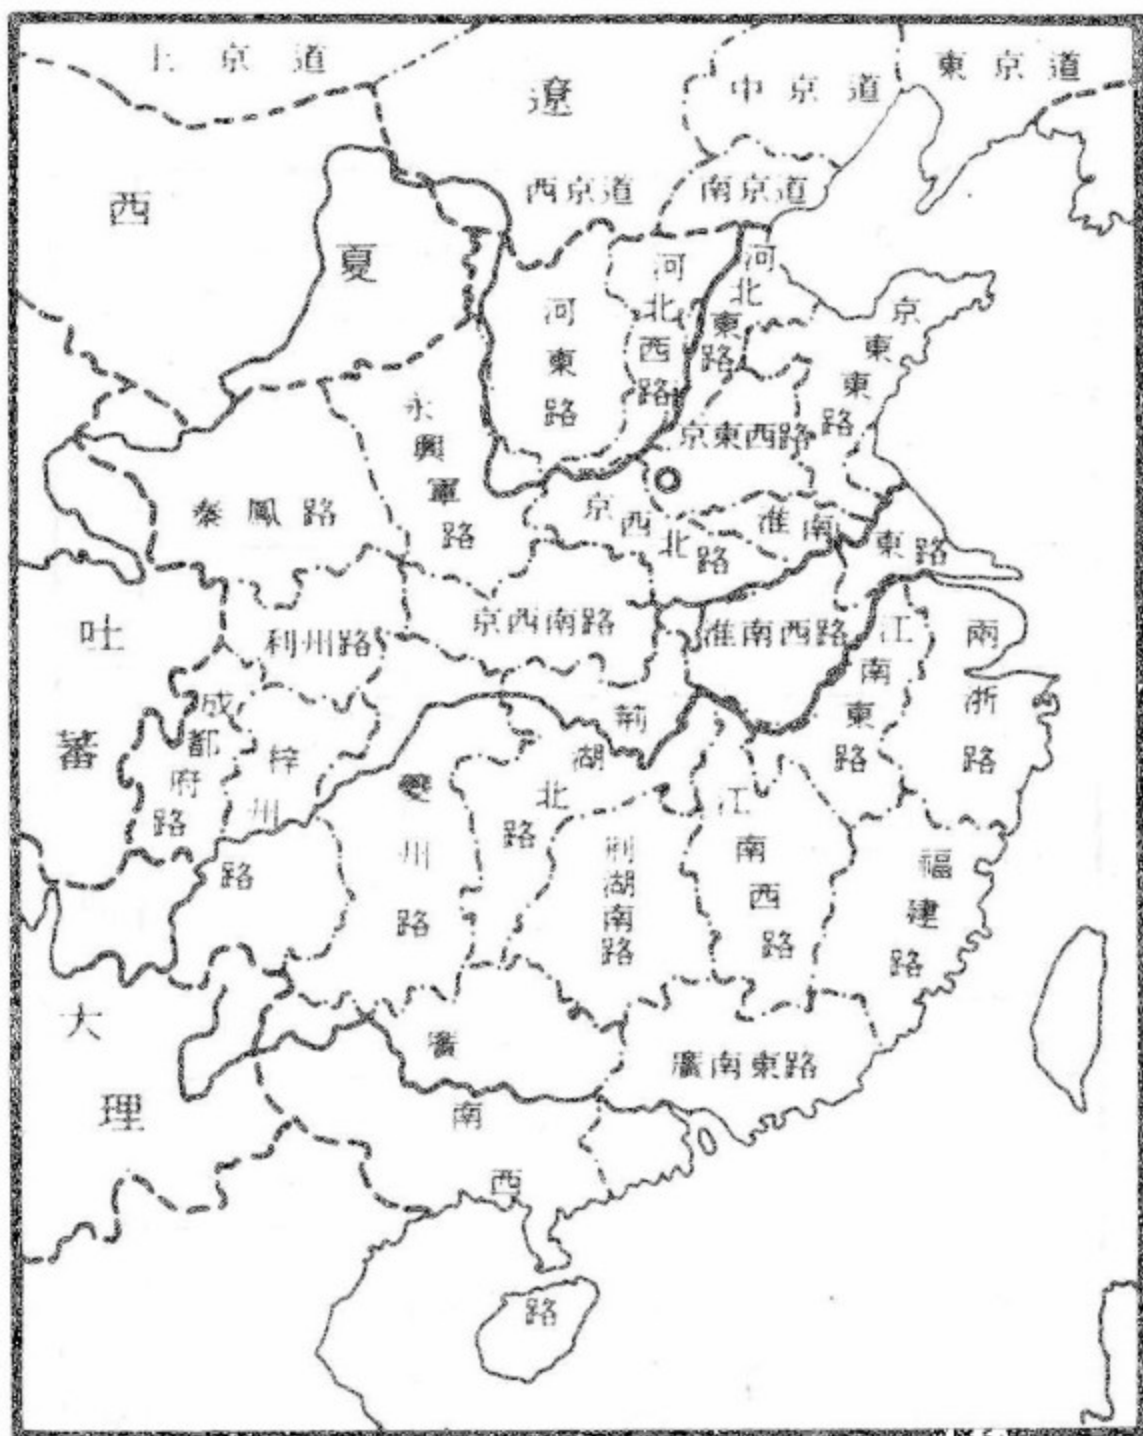 上京道
遼
中京道
東京道
西京道
南京道
西夏
河東路
河北西路
河北東路
京東東路
京東西路
永興軍路
秦鳳路
京西北路
淮南東路
京西南路
淮南西路
利州路
吐蕃
成都府路
梓州路
夔州路
荊湖北路
荊湖南路
江南東路
江南西路
兩浙路
福建路
大理
廣南東路
廣南西路